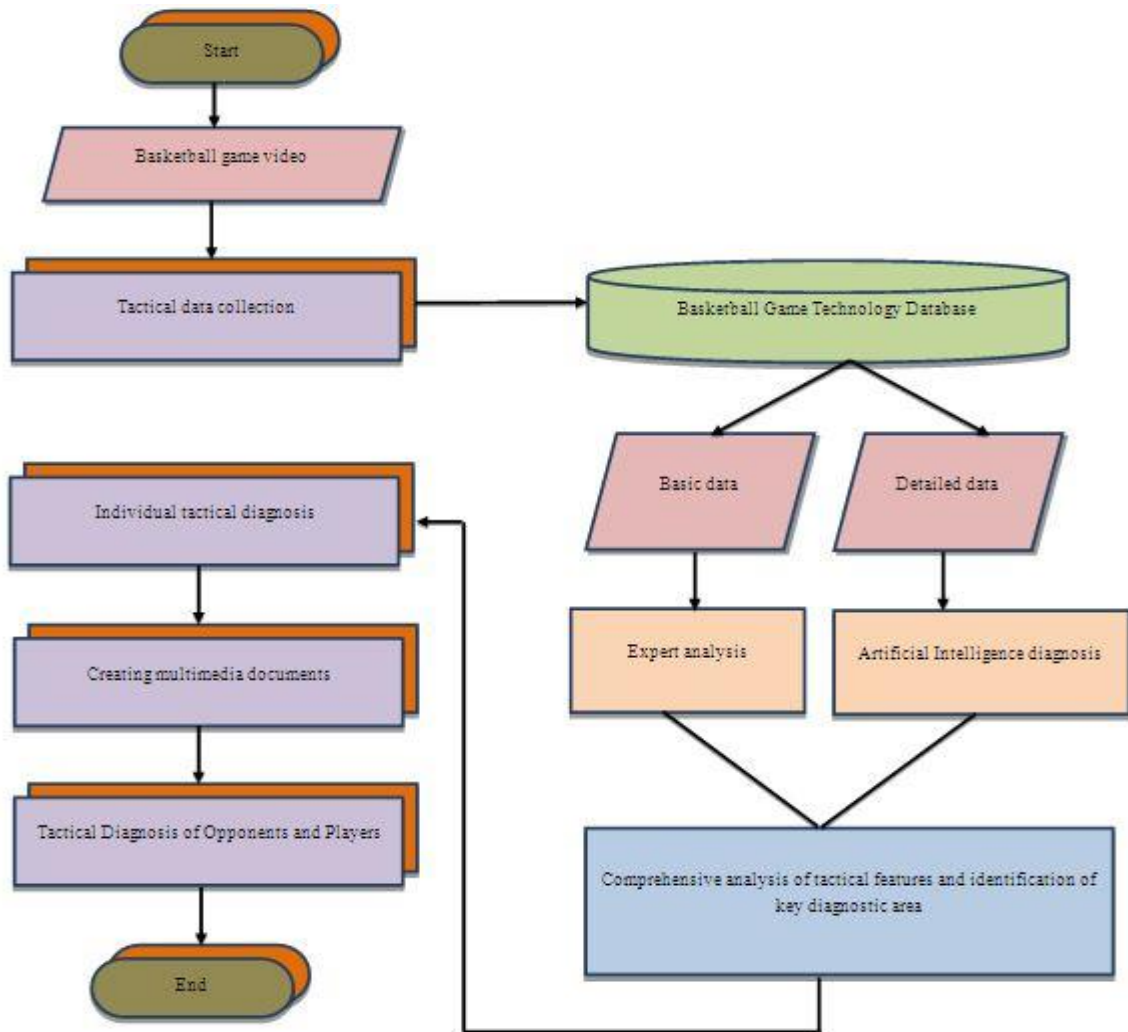 Start
Basketball game video
Tactical data collection
Basketball Game Technology Database
Basic data
Detailed data
Expert analysis
Artificial Intelligence diagnosis
Comprehensive analysis of tactical features and identification of
key diagnostic area
Individual tactical diagnosis
Creating multimedia documents
Tactical Diagnosis of Opponents and Players
End